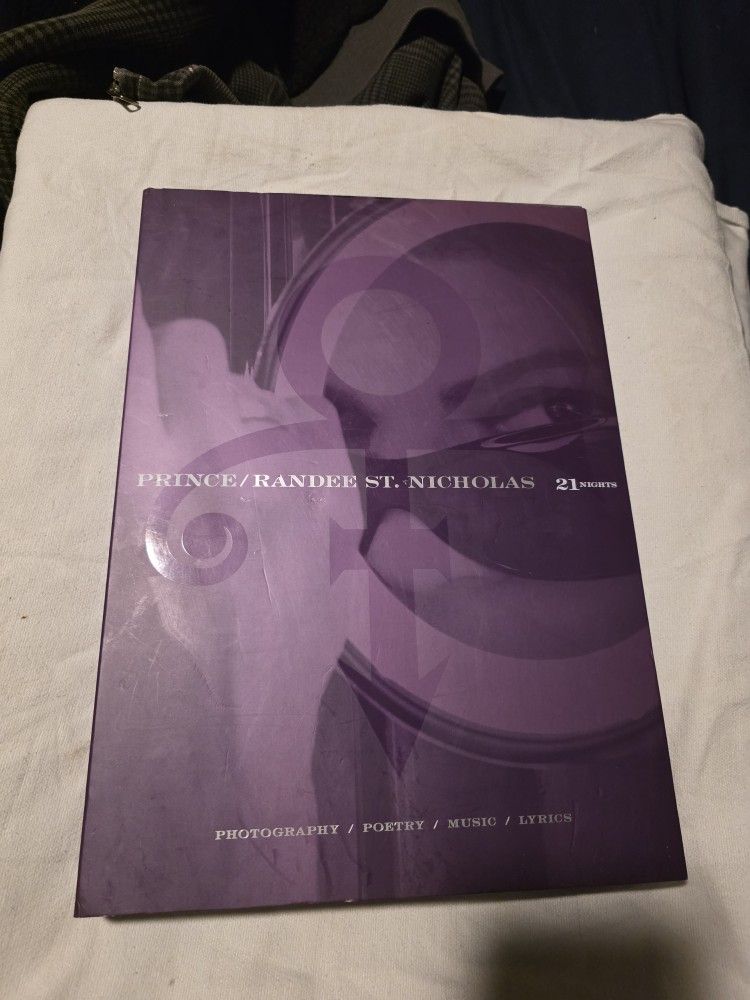 PRINCE/RANDEE ST. NICHOLAS 21 NIGHTS
PHOTOGRAPHY / POETRY / MUSIC / LYRICS